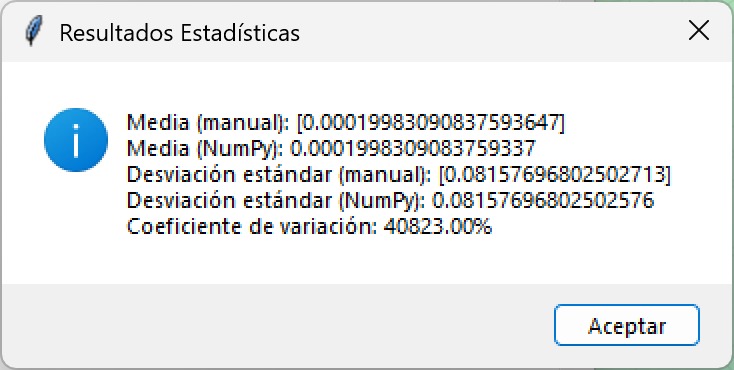 Resultados Estadísticas
Media (manual): [0.00019983090837593647]
Media (NumPy): 0.0001998309083759337
Desviación estándar (manual): [0.08157696802502713]
Desviación estándar (NumPy): 0.08157696802502576
Coeficiente de variación: 40823.00%
Aceptar